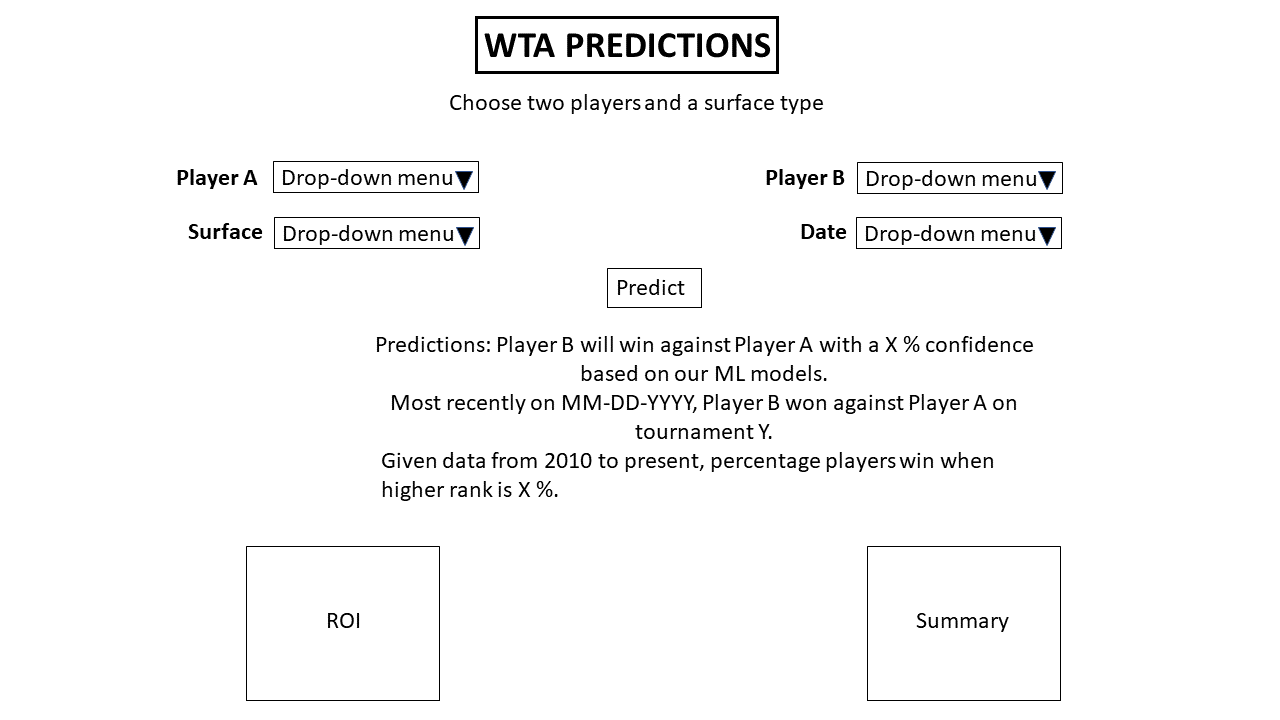 WTA PREDICTIONS
Choose two players and a surface type
Player A Drop-down menu
Player B Drop-down menu
Surface Drop-down menu
Date Drop-down menu
Predict
Predictions: Player B will win against Player A with a X % confidence
based on our ML models.
Most recently on MM-DD-YYYY, Player B won against Player A on
tournament Y.
Given data from 2010 to present, percentage players win when
higher rank is X %.
ROI
Summary